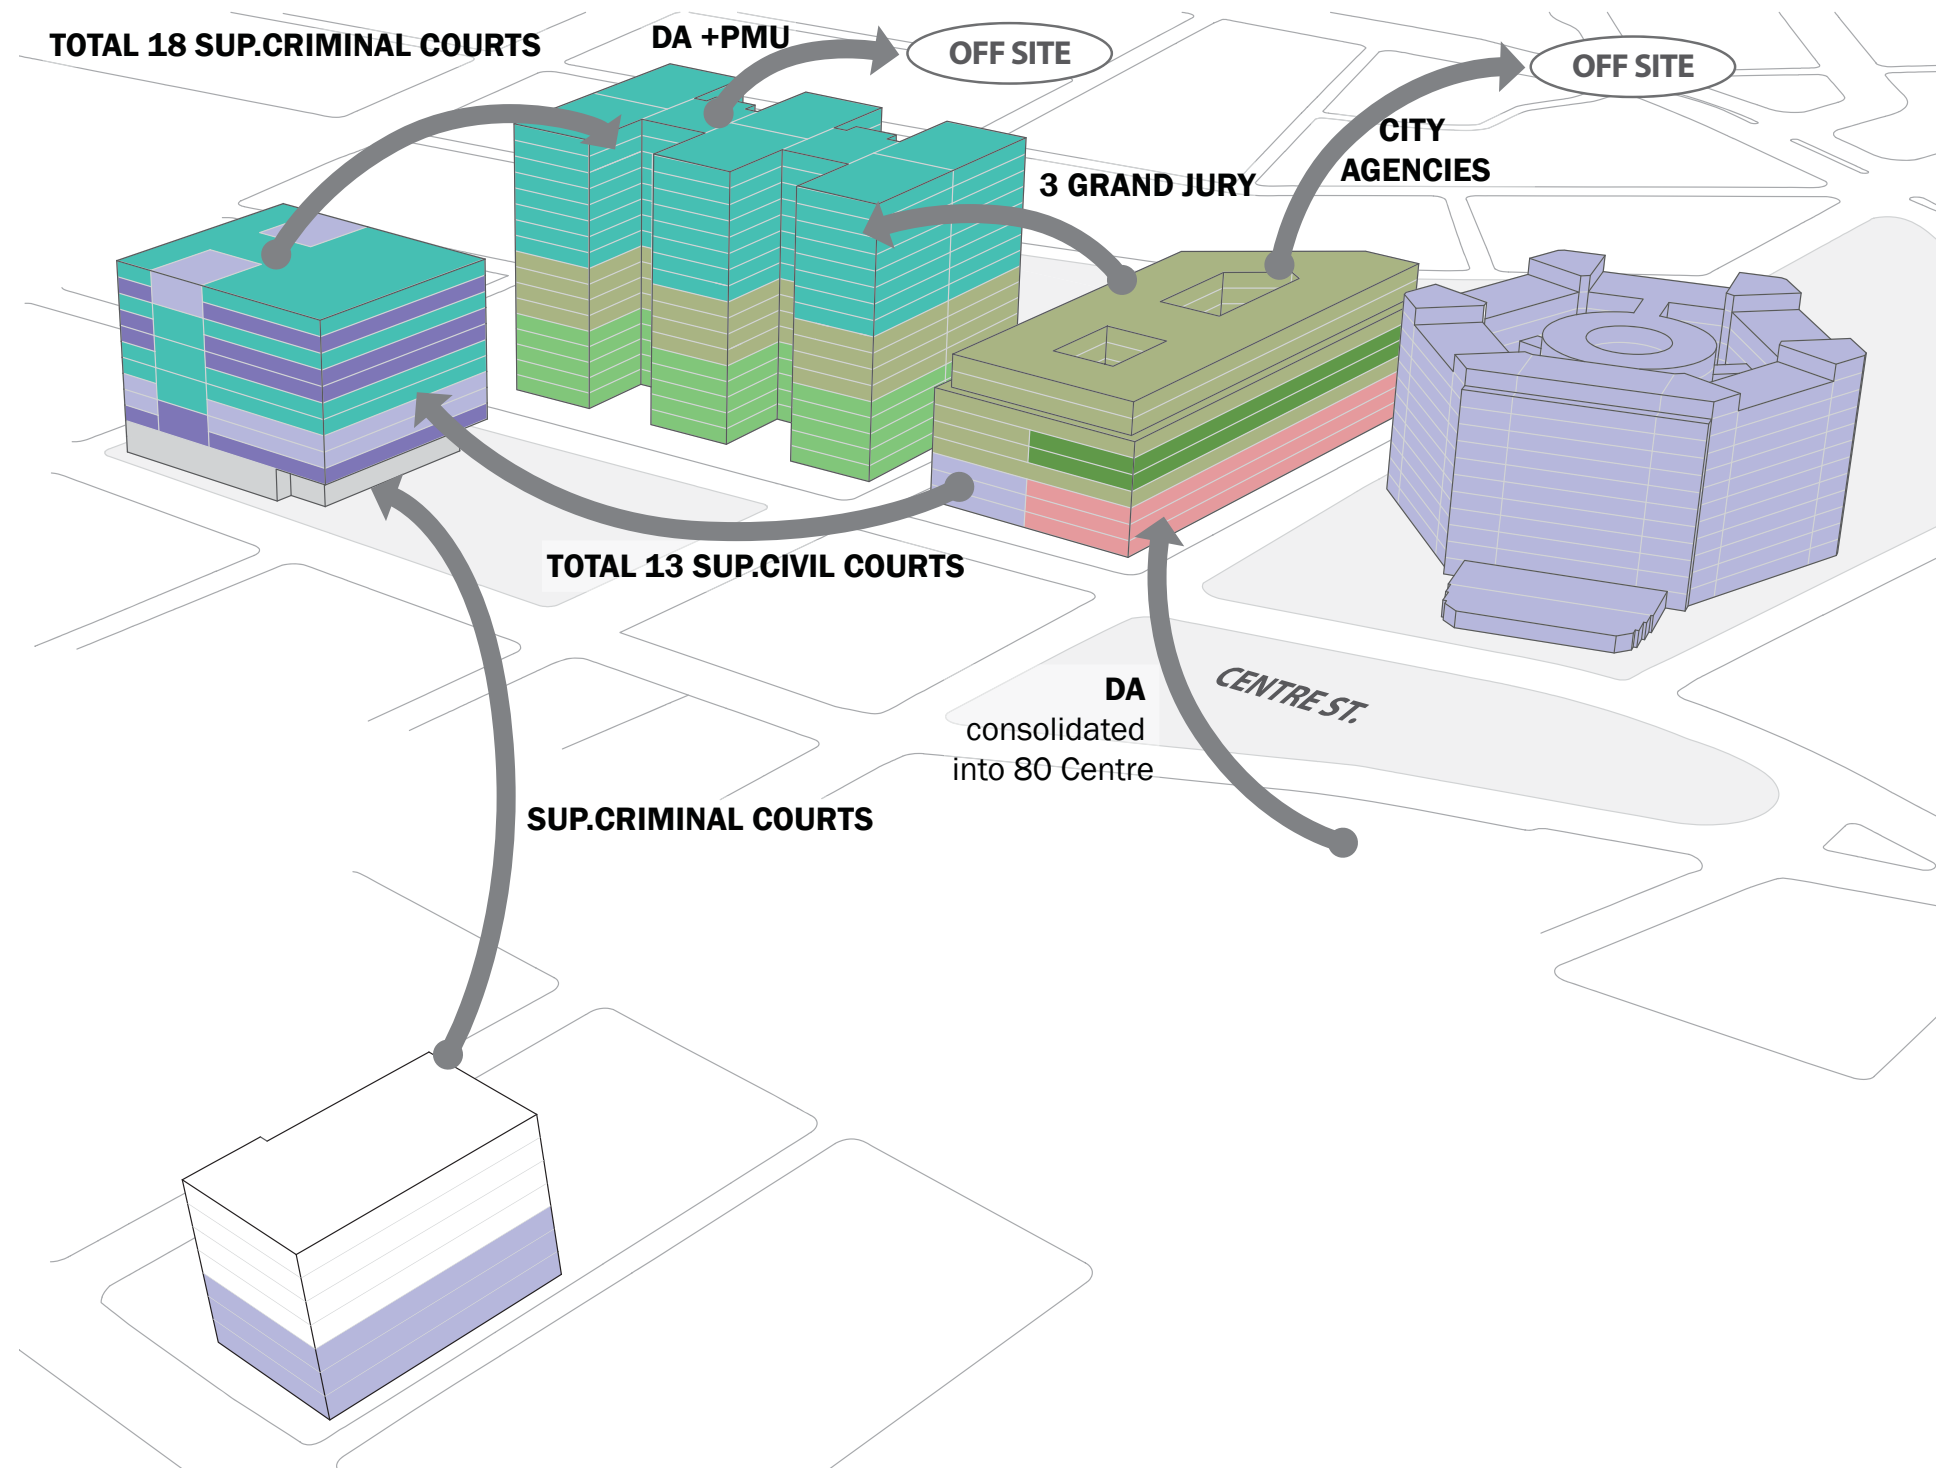 TOTAL 18 SUP.CRIMINAL COURTS
DA +PMU
OFF SITE
OFF SITE
CITY
AGENCIES
3 GRAND JURY
TOTAL 13 SUP.CIVIL COURTS
DA
consolidated
into 80 Centre
CENTRE ST.
SUP.CRIMINAL COURTS